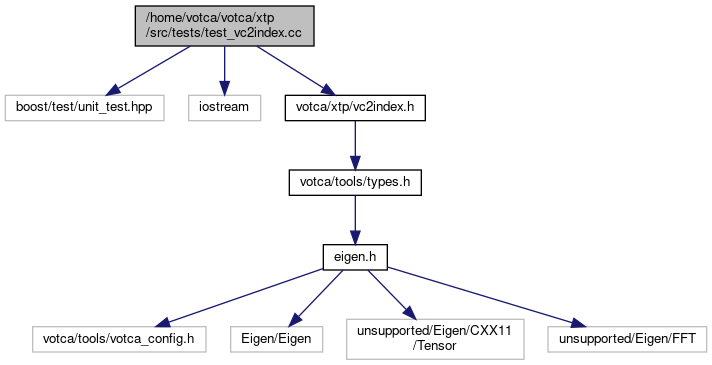 /home/votca/votca/xtp
/src/tests/test_vc2index.cc
boost/test/unit_test.hpp
iostream
votca/xtp/vc2index.h
votca/tools/types.h
eigen.h
votca/tools/votca_config.h
Eigen/Eigen
unsupported/Eigen/CXX11
/Tensor
unsupported/Eigen/FFT